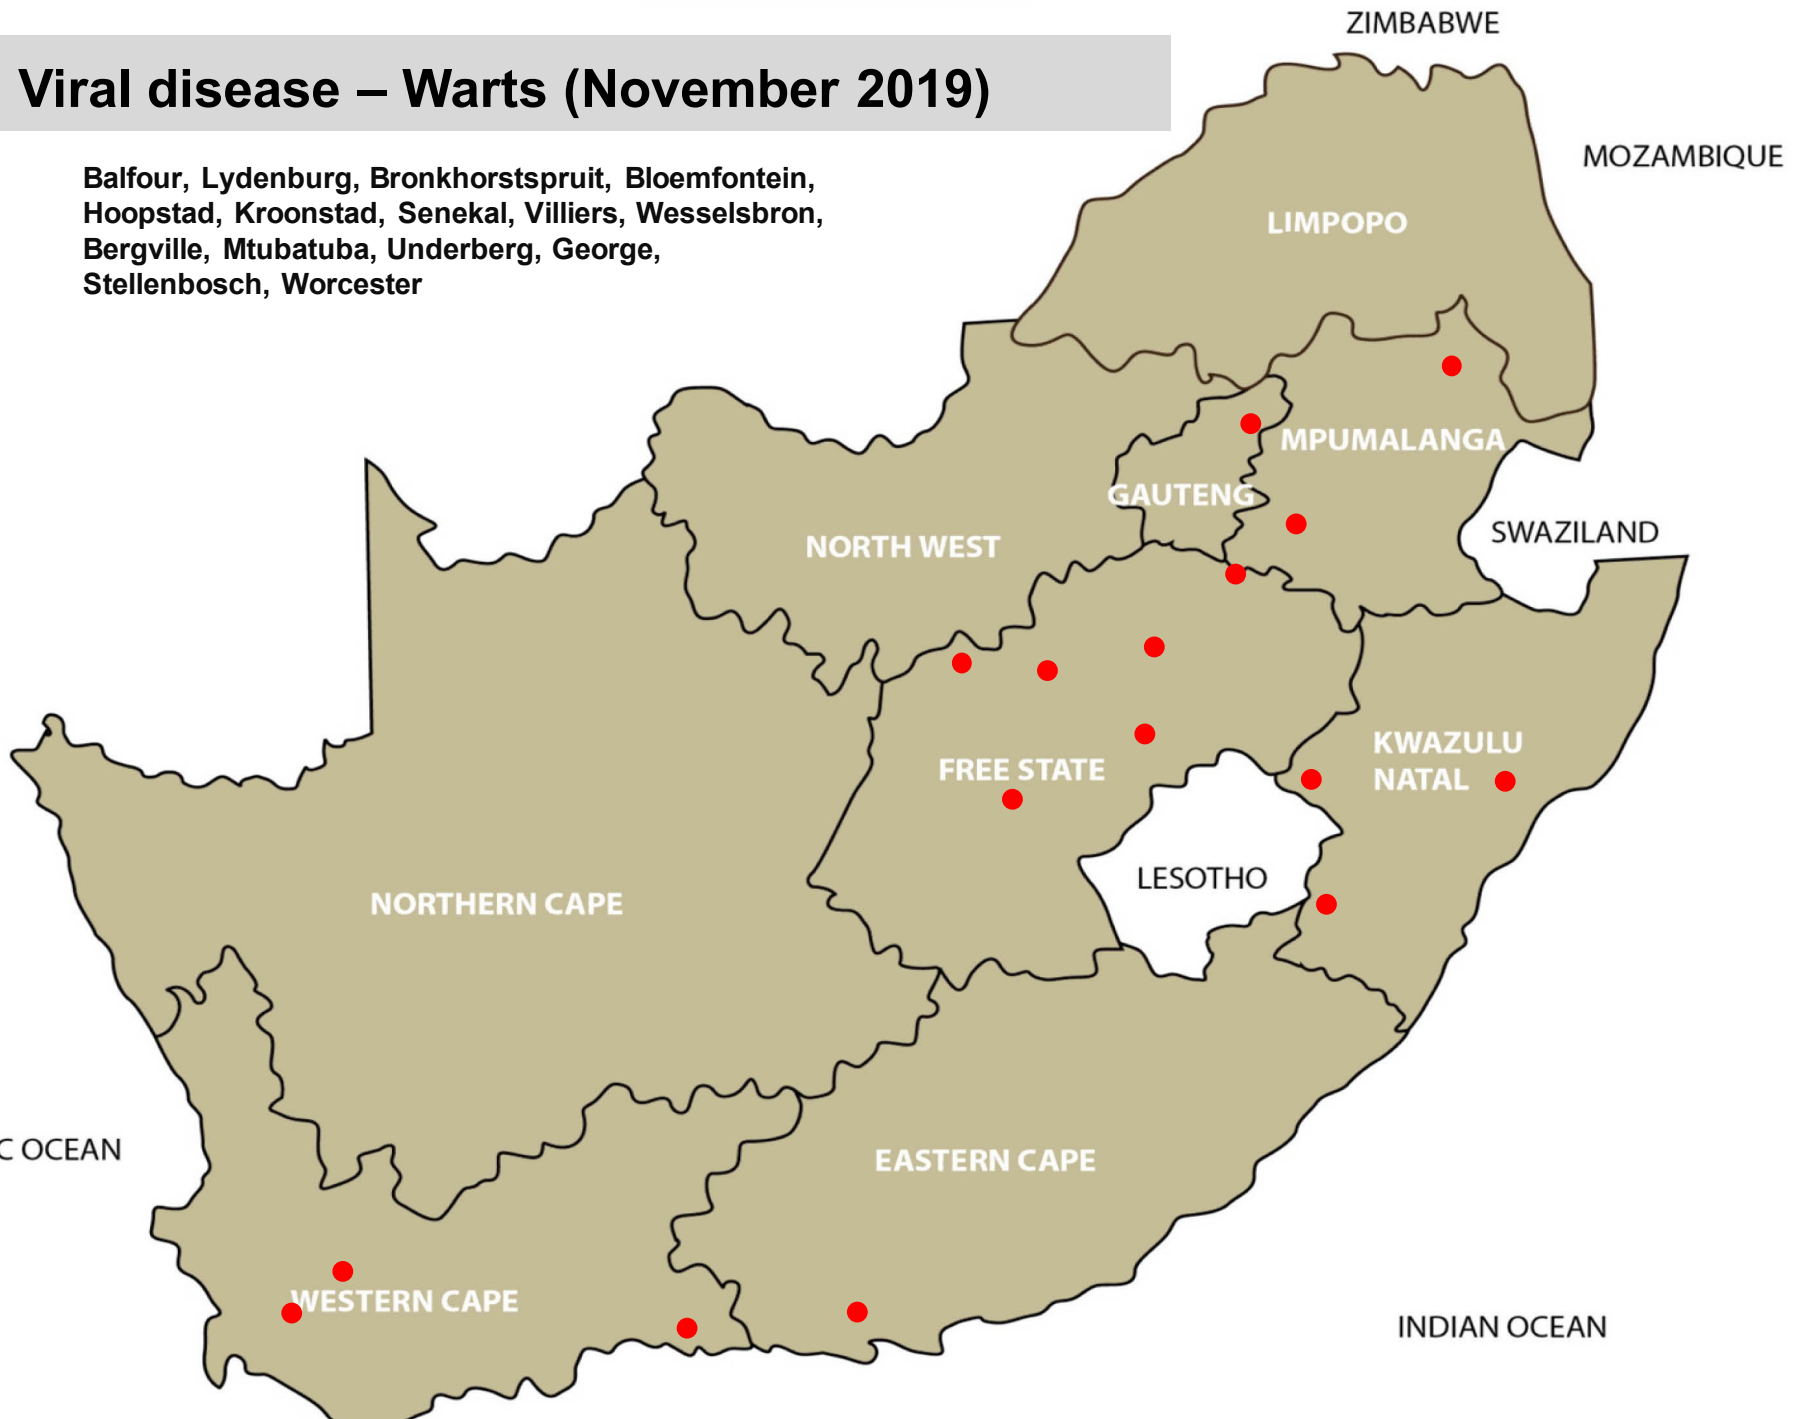 ZIMBABWE
Viral disease – Warts (November 2019)
MOZAMBIQUE
Balfour, Lydenburg, Bronkhorstspruit, Bloemfontein,
Hoopstad, Kroonstad, Senekal, Villiers, Wesselsbron,
Bergville, Mtubatuba, Underberg, George,
Stellenbosch, Worcester
LIMPOPO
MPUMALANGA
GAUTENG
SWAZILAND
NORTH WEST
KWAZULU
NATAL
FREE STATE
LESOTHO
NORTHERN CAPE
C OCEAN
EASTERN CAPE
WESTERN CAPE
INDIAN OCEAN